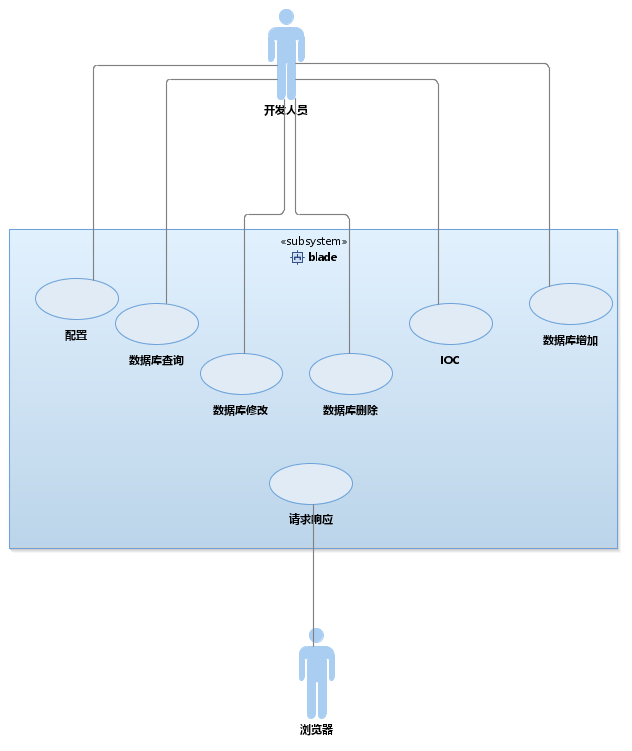 开发人员
«subsystem»
blade
配置
数据库查询
数据库修改
数据库删除
IOC
数据库增加
请求响应
浏览器